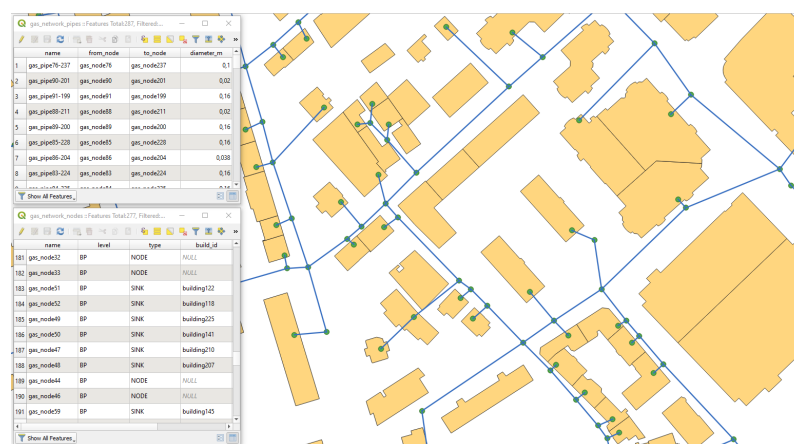 gas_network_pipes :: Features Total:287, Filtered:...
name from_node to_node diameter_m
1 gas_pipe76-237 gas_node76 gas_node237 0,1
2 gas_pipe90-201 gas_node90 gas_node201 0,02
3 gas_pipe91-199 gas_node91 gas_node199 0,16
4 gas_pipe88-211 gas_node88 gas_node211 0,02
5 gas_pipe89-200 gas_node89 gas_node200 0,16
6 gas_pipe85-228 gas_node85 gas_node228 0,16
7 gas_pipe86-204 gas_node86 gas_node204 0,038
8 gas_pipe83-224 gas_node83 gas_node224 0,16
Show All Features
gas_network_nodes :: Features Total:277, Filtered:...
name level type build_id
181 gas_node32 BP NODE NULL
182 gas_node33 BP NODE NULL
183 gas_node51 BP SINK building122
184 gas_node52 BP SINK building118
185 gas_node49 BP SINK building225
186 gas_node50 BP SINK building141
187 gas_node47 BP SINK building210
188 gas_node48 BP SINK building207
189 gas_node44 BP NODE NULL
190 gas_node46 BP NODE NULL
191 gas_node59 BP SINK building145
Show All Features